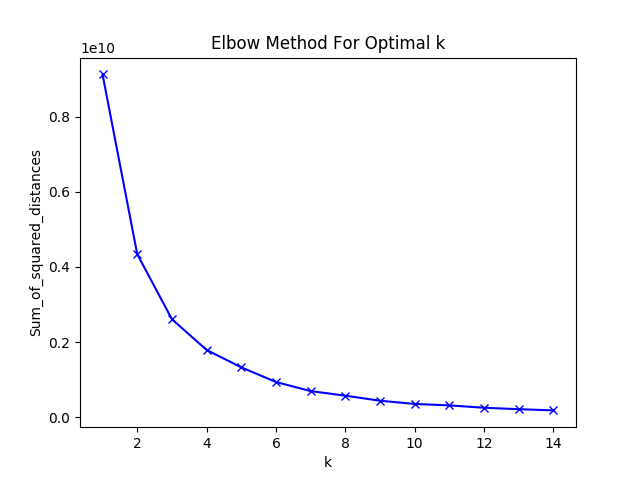 Elbow Method For Optimal k
1e10
0.8
0.6
0.4
0.2
0.0
Sum_of_squared_distances
2 4 6 8 10 12 14
k